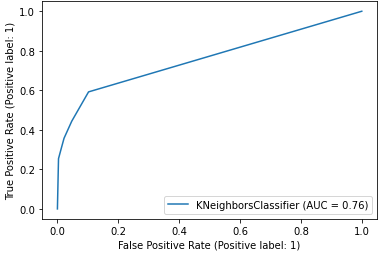 1.0
0.8
0.6
0.4
0.2
0.0
True Positive Rate (Positive label: 1)
KNeighborsClassifier (AUC = 0.76)
0.0 0.2 0.4 0.6 0.8 1.0
False Positive Rate (Positive label: 1)